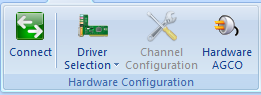 Connect
Driver
Selection
Channel
Configuration
Hardware
AGCO
Hardware Configuration